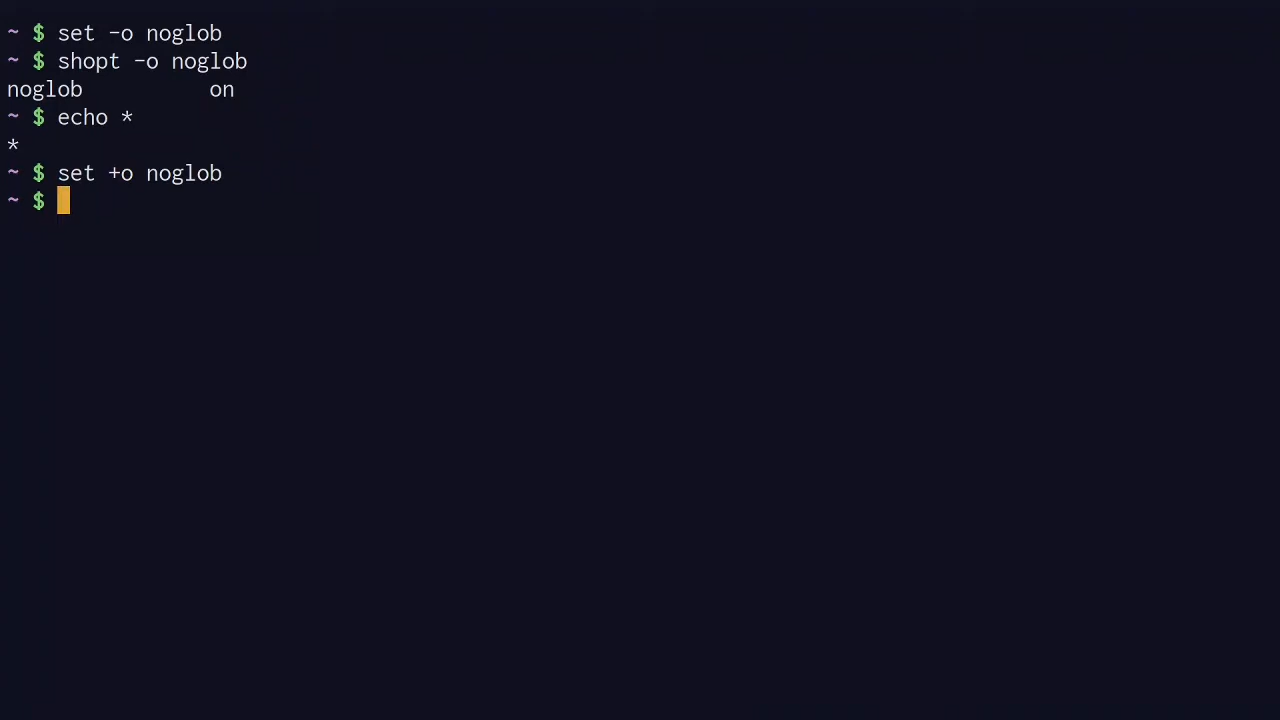 ~ $ set -o noglob
~ $ shopt -o noglob
noglob          on
~ $ echo *
*
~ $ set +o noglob
~ $